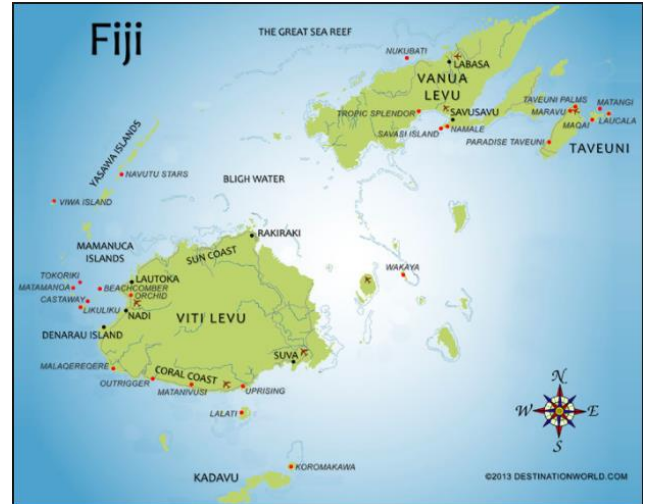 Fiji
THE GREAT SEA REEF
NUKUBATI
LABASA
VANUA
LEVU
TROPIC SPLENDOR
SAVUSAVU
SAVASI ISLAND
NAMALE
TAVEUNI PALMS
MATANGI
MARAVU
LAUCALA
MAQAI
PARADISE TAVEUNI
TAVEUNI
YASAWA ISLANDS
NAVUTU STARS
BLIGH WATER
VIWA ISLAND
RAKIRAKI
MAMANUCA
ISLANDS
SUN COAST
WAKAYA
TOKORIKI
LAUTOKA
MATAMANOA
BEACHCOMBER
ORCHID
CASTAWAY
LIKULIKU
NADI
VITI LEVU
DENARAU ISLAND
SUVA
MALAQEREQERE
CORAL COAST
OUTRIGGER
MATANIVUSI
UPRISING
LALATI
N
W
E
S
KOROMAKAWA
KADAVU
©2013 DESTINATIONWORLD.COM